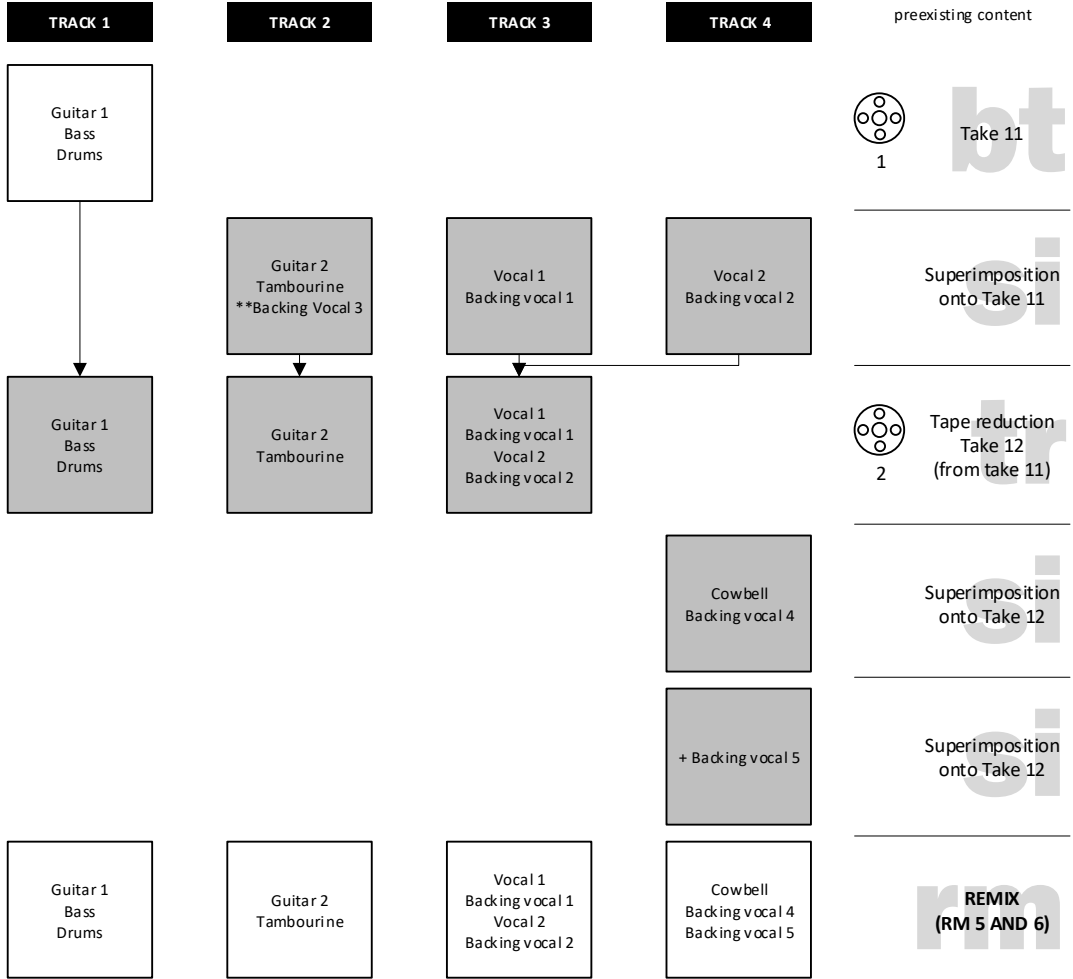 TRACK 1
TRACK 2
TRACK 3
TRACK 4
preexisting content
Guitar 1
Bass
Drums
1
bt
Take 11
Guitar 2
Tambourine
**Backing Vocal 3
Vocal 1
Backing vocal 1
Vocal 2
Backing vocal 2
si
Superimposition
onto Take 11
Guitar 1
Bass
Drums
Guitar 2
Tambourine
Vocal 1
Backing vocal 1
Vocal 2
Backing vocal 2
2
tr
Tape reduction
Take 12
(from take 11)
Cowbell
Backing vocal 4
si
Superimposition
onto Take 12
+ Backing vocal 5
si
Superimposition
onto Take 12
Guitar 1
Bass
Drums
Guitar 2
Tambourine
Vocal 1
Backing vocal 1
Vocal 2
Backing vocal 2
Cowbell
Backing vocal 4
Backing vocal 5
rm
REMIX
(RM 5 AND 6)